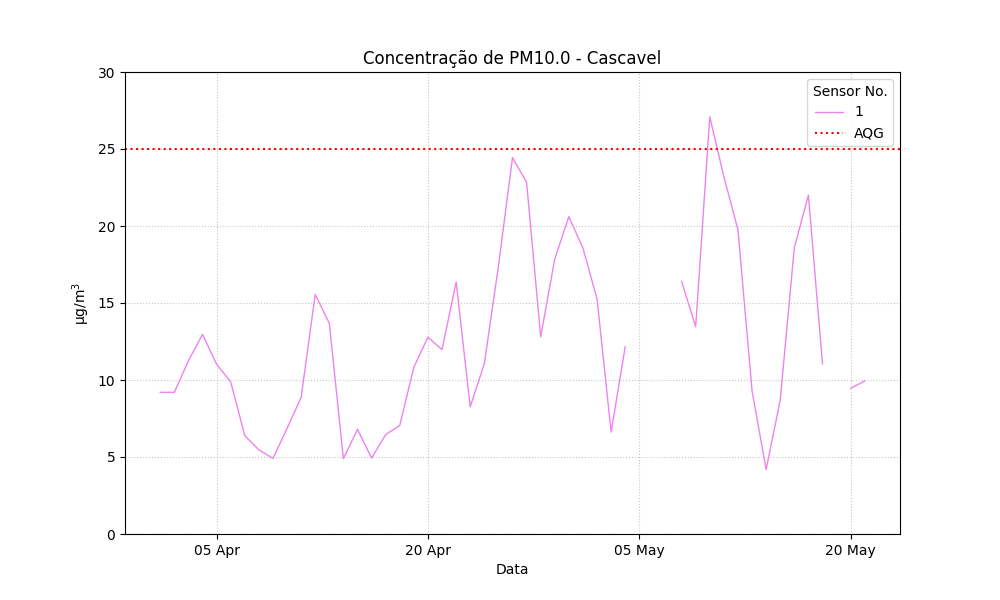 Concentração de PM10.0 - Cascavel
30
25
20
15
10
5
0
µg/m³
Sensor No.
1
AQG
05 Apr
20 Apr
05 May
20 May
Data